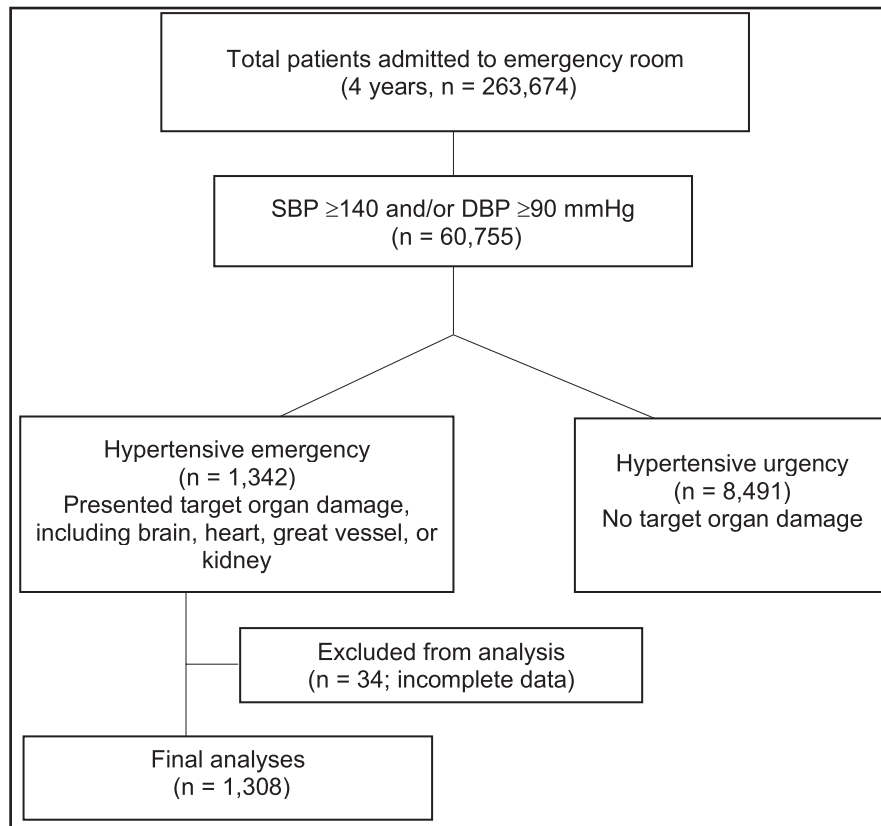 Total patients admitted to emergency room
(4 years, n = 263,674)
SBP ≥140 and/or DBP ≥90 mmHg
(n = 60,755)
Hypertensive emergency
(n = 1,342)
Presented target organ damage,
including brain, heart, great vessel, or
kidney
Hypertensive urgency
(n = 8,491)
No target organ damage
Excluded from analysis
(n = 34; incomplete data)
Final analyses
(n = 1,308)